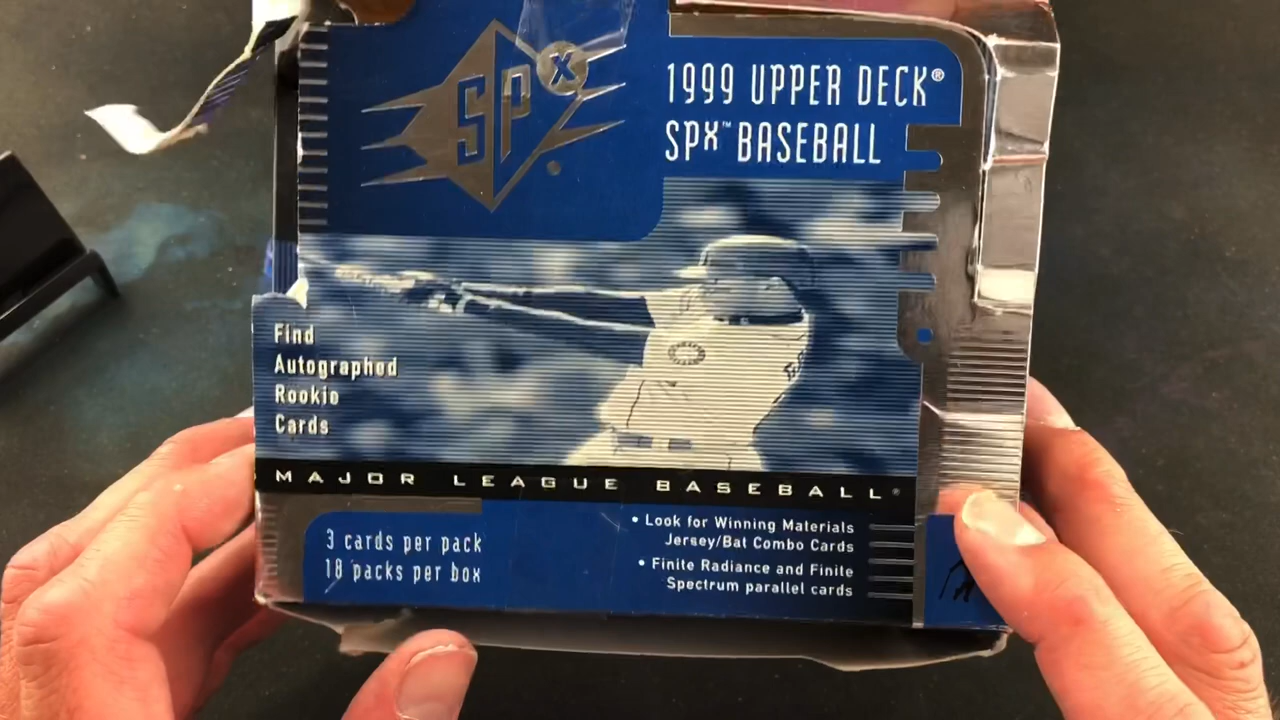 SPx
1999 UPPER DECK®
SPX™ BASEBALL
Find
Autographed
Rookie
Cards
MAJOR LEAGUE BASEBALL®
3 cards per pack
18 packs per box
• Look for Winning Materials
Jersey/Bat Combo Cards
• Finite Radiance and Finite
Spectrum parallel cards